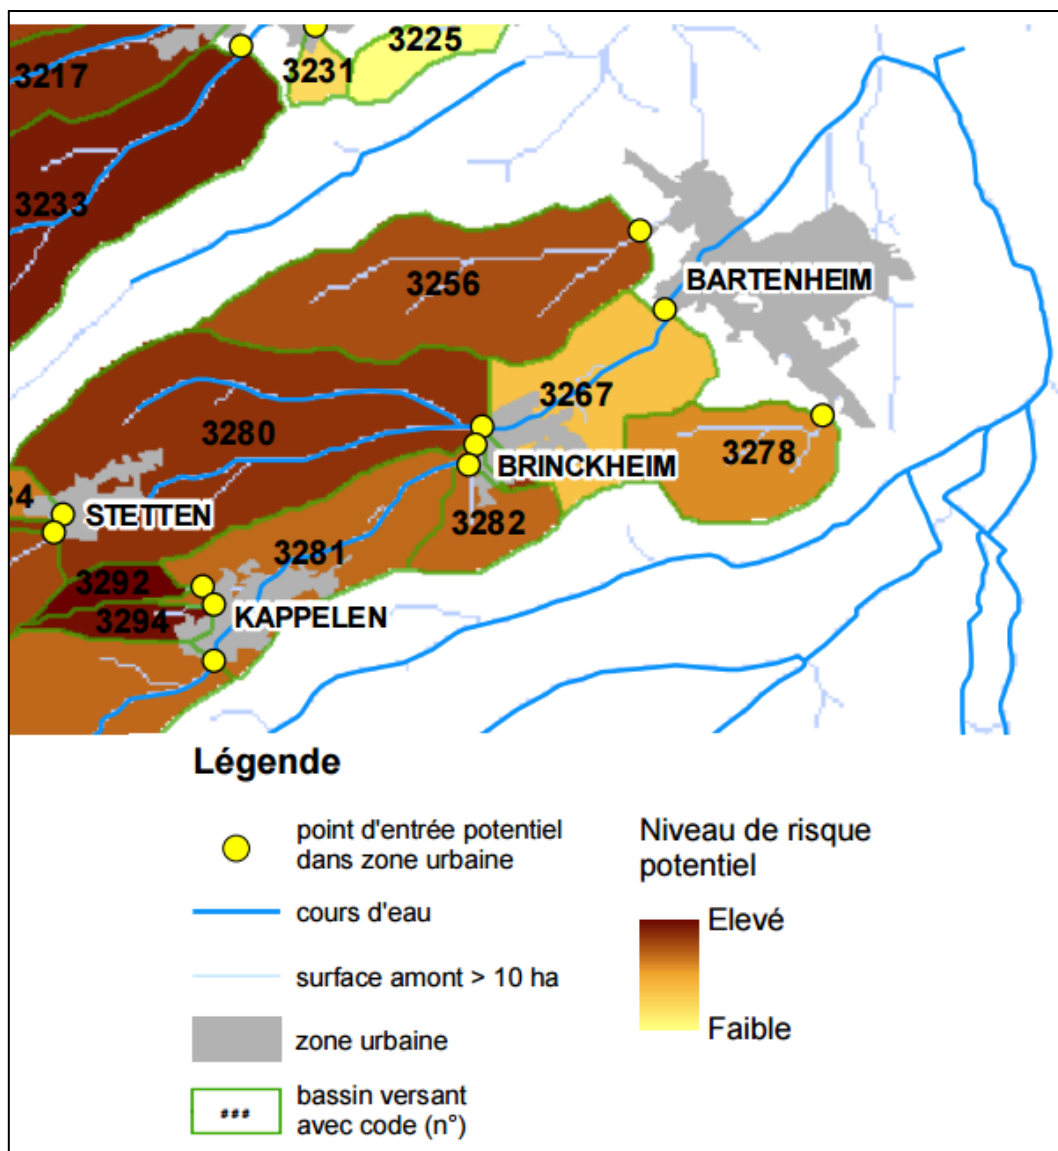 3225
3217
3231
3233
3256
BARTENHEIM
3267
3280
3278
BRINCKHEIM
34
STETTEN
3282
3281
3292
3294
KAPPELEN
Légende
point d'entrée potentiel
dans zone urbaine
cours d'eau
surface amont > 10 ha
zone urbaine
###
bassin versant
avec code (n°)
Niveau de risque
potentiel
Elevé
Faible